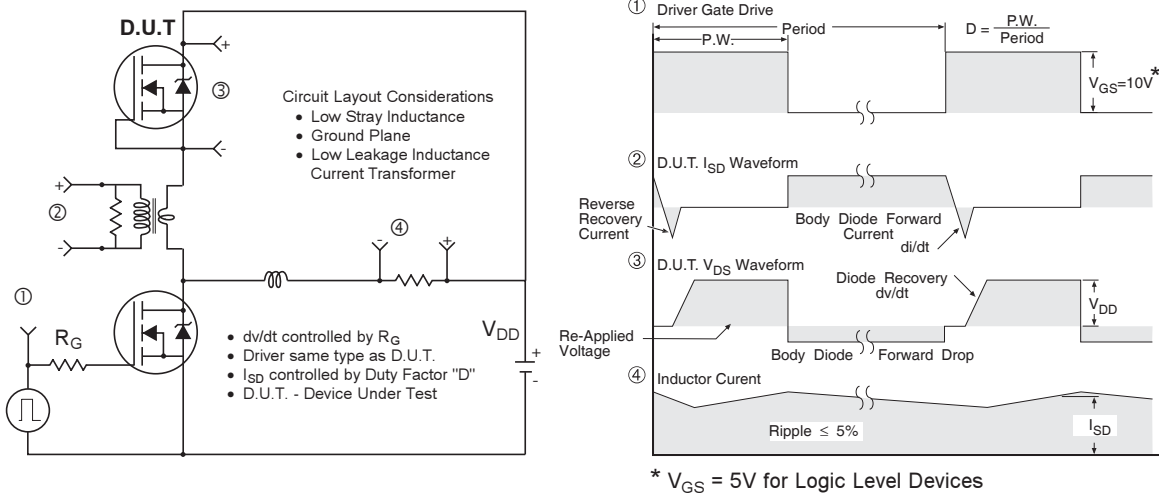 D.U.T
+
③
-
Circuit Layout Considerations
• Low Stray Inductance
• Ground Plane
• Low Leakage Inductance
Current Transformer
+
②
-
④
-
+
①
R_G
• dv/dt controlled by R_G
• Driver same type as D.U.T.
• I_SD controlled by Duty Factor "D"
• D.U.T. - Device Under Test
V_DD
+
-
① Driver Gate Drive
P.W.
Period
D = P.W. / Period
V_GS=10V*
② D.U.T. I_SD Waveform
Reverse
Recovery
Current
Body Diode Forward
Current
di/dt
③ D.U.T. V_DS Waveform
Diode Recovery
dv/dt
V_DD
Re-Applied
Voltage
Body Diode Forward Drop
④ Inductor Curent
Ripple ≤ 5%
I_SD
* V_GS = 5V for Logic Level Devices